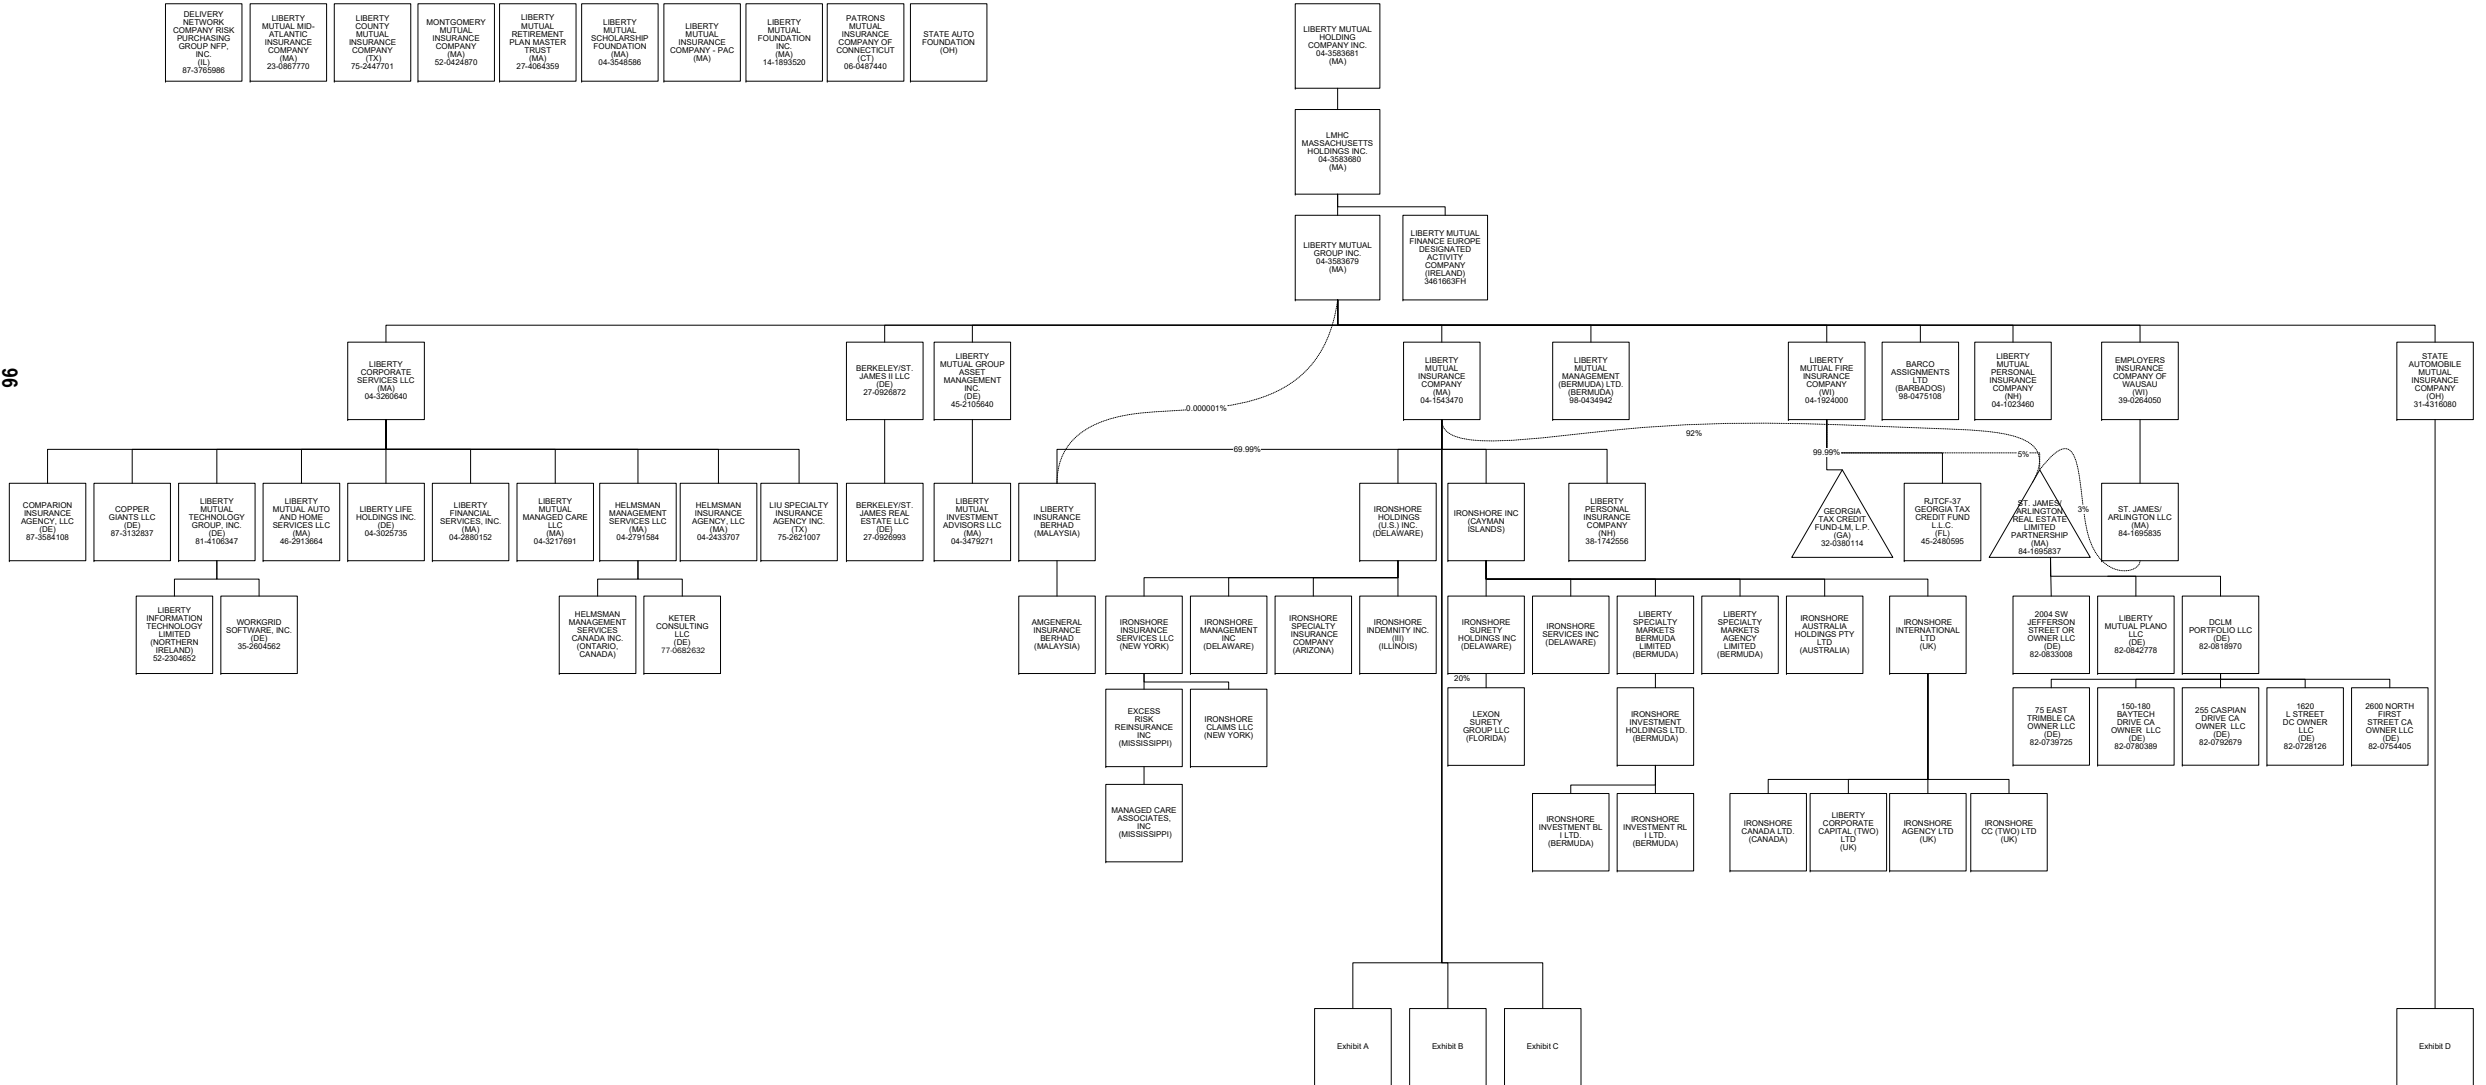 DELIVERY
NETWORK
COMPANY RISK
PURCHASING
GROUP NFP,
INC.
(IL)
87-3765986
LIBERTY
MUTUAL MID-
ATLANTIC
INSURANCE
COMPANY
(MA)
23-0867770
LIBERTY
COUNTY
MUTUAL
INSURANCE
COMPANY
(TX)
75-2447701
MONTGOMERY
MUTUAL
INSURANCE
COMPANY
(MA)
52-0424870
LIBERTY
MUTUAL
RETIREMENT
PLAN MASTER
TRUST
(MA)
27-4064359
LIBERTY
MUTUAL
SCHOLARSHIP
FOUNDATION
(MA)
04-3548586
LIBERTY
MUTUAL
INSURANCE
COMPANY - PAC
(MA)
LIBERTY
MUTUAL
FOUNDATION
INC.
(MA)
14-1893520
PATRONS
MUTUAL
INSURANCE
COMPANY OF
CONNECTICUT
(CT)
06-0487440
STATE AUTO
FOUNDATION
(OH)
LIBERTY MUTUAL
HOLDING
COMPANY INC.
04-3583681
(MA)
LMHC
MASSACHUSETTS
HOLDINGS INC.
04-3583680
(MA)
LIBERTY MUTUAL
GROUP INC.
04-3583679
(MA)
LIBERTY MUTUAL
FINANCE EUROPE
DESIGNATED
ACTIVITY
COMPANY
(IRELAND)
3461663FH
96
LIBERTY
CORPORATE
SERVICES LLC
(MA)
04-3260640
BERKELEY/ST.
JAMES II LLC
(DE)
27-0926872
LIBERTY
MUTUAL GROUP
ASSET
MANAGEMENT
INC.
(DE)
45-2105640
LIBERTY
MUTUAL
INSURANCE
COMPANY
(MA)
04-1543470
LIBERTY
MUTUAL
MANAGEMENT
(BERMUDA) LTD.
(BERMUDA)
98-0434942
LIBERTY
MUTUAL FIRE
INSURANCE
COMPANY
(WI)
04-1924000
BARCO
ASSIGNMENTS
LTD
(BARBADOS)
98-0475108
LIBERTY
MUTUAL
PERSONAL
INSURANCE
COMPANY
(NH)
04-1023460
EMPLOYERS
INSURANCE
COMPANY OF
WAUSAU
(WI)
39-0264050
STATE
AUTOMOBILE
MUTUAL
INSURANCE
COMPANY
(OH)
31-4316080
0.000001%
69.99%
92%
99.99%
5%
3%
COMPARION
INSURANCE
AGENCY, LLC
(DE)
87-3584108
COPPER
GIANTS LLC
(DE)
87-3132837
LIBERTY
MUTUAL
TECHNOLOGY
GROUP, INC.
(DE)
81-4106347
LIBERTY
MUTUAL AUTO
AND HOME
SERVICES LLC
(MA)
46-2913664
LIBERTY LIFE
HOLDINGS INC.
(DE)
04-3025735
LIBERTY
FINANCIAL
SERVICES, INC.
(MA)
04-2880152
LIBERTY
MUTUAL
MANAGED CARE
LLC
(MA)
04-3217691
HELMSMAN
MANAGEMENT
SERVICES LLC
(MA)
04-2791584
HELMSMAN
INSURANCE
AGENCY, LLC
(MA)
04-2433707
LIU SPECIALTY
INSURANCE
AGENCY INC.
(TX)
75-2621007
BERKELEY/ST.
JAMES REAL
ESTATE LLC
(DE)
27-0926993
LIBERTY
MUTUAL
INVESTMENT
ADVISORS LLC
(MA)
04-3479271
LIBERTY
INSURANCE
BERHAD
(MALAYSIA)
IRONSHORE
HOLDINGS
(U.S.) INC.
(DELAWARE)
IRONSHORE INC
(CAYMAN
ISLANDS)
LIBERTY
PERSONAL
INSURANCE
COMPANY
(NH)
38-1742556
GEORGIA
TAX CREDIT
FUND-LM, L.P.
(GA)
32-0380114
RJTCF-37
GEORGIA TAX
CREDIT FUND
L.L.C.
(FL)
45-2480595
ST. JAMES/
ARLINGTON
REAL ESTATE
LIMITED
PARTNERSHIP
(MA)
84-1695837
ST. JAMES/
ARLINGTON LLC
(MA)
84-1695835
LIBERTY
INFORMATION
TECHNOLOGY
LIMITED
(NORTHERN
IRELAND)
52-2304652
WORKGRID
SOFTWARE, INC.
(DE)
35-2604562
HELMSMAN
MANAGEMENT
SERVICES
CANADA INC.
(ONTARIO,
CANADA)
KETER
CONSULTING
LLC
(DE)
77-0682632
AMGENERAL
INSURANCE
BERHAD
(MALAYSIA)
IRONSHORE
INSURANCE
SERVICES LLC
(NEW YORK)
IRONSHORE
MANAGEMENT
INC
(DELAWARE)
IRONSHORE
SPECIALTY
INSURANCE
COMPANY
(ARIZONA)
IRONSHORE
INDEMNITY INC.
(III)
(ILLINOIS)
IRONSHORE
SURETY
HOLDINGS INC
(DELAWARE)
IRONSHORE
SERVICES INC
(DELAWARE)
LIBERTY
SPECIALTY
MARKETS
BERMUDA
LIMITED
(BERMUDA)
LIBERTY
SPECIALTY
MARKETS
AGENCY
LIMITED
(BERMUDA)
IRONSHORE
AUSTRALIA
HOLDINGS PTY
LTD
(AUSTRALIA)
IRONSHORE
INTERNATIONAL
LTD
(UK)
2004 SW
JEFFERSON
STREET OR
OWNER LLC
(DE)
82-0833008
LIBERTY
MUTUAL PLANO
LLC
(DE)
82-0842778
DCLM
PORTFOLIO LLC
(DE)
82-0818970
20%
EXCESS
RISK
REINSURANCE
INC
(MISSISSIPPI)
IRONSHORE
CLAIMS LLC
(NEW YORK)
LEXON
SURETY
GROUP LLC
(FLORIDA)
IRONSHORE
INVESTMENT
HOLDINGS LTD.
(BERMUDA)
75 EAST
TRIMBLE CA
OWNER LLC
(DE)
82-0739725
150-180
BAYTECH
DRIVE CA
OWNER LLC
(DE)
82-0780389
255 CASPIAN
DRIVE CA
OWNER LLC
(DE)
82-0792679
1620
L STREET
DC OWNER
LLC
(DE)
82-0728126
2600 NORTH
FIRST
STREET CA
OWNER LLC
(DE)
82-0754405
MANAGED CARE
ASSOCIATES,
INC
(MISSISSIPPI)
IRONSHORE
INVESTMENT BL
I LTD.
(BERMUDA)
IRONSHORE
INVESTMENT RL
I LTD.
(BERMUDA)
IRONSHORE
CANADA LTD.
(CANADA)
LIBERTY
CORPORATE
CAPITAL (TWO)
LTD
(UK)
IRONSHORE
AGENCY LTD
(UK)
IRONSHORE
CC (TWO) LTD
(UK)
Exhibit A
Exhibit B
Exhibit C
Exhibit D